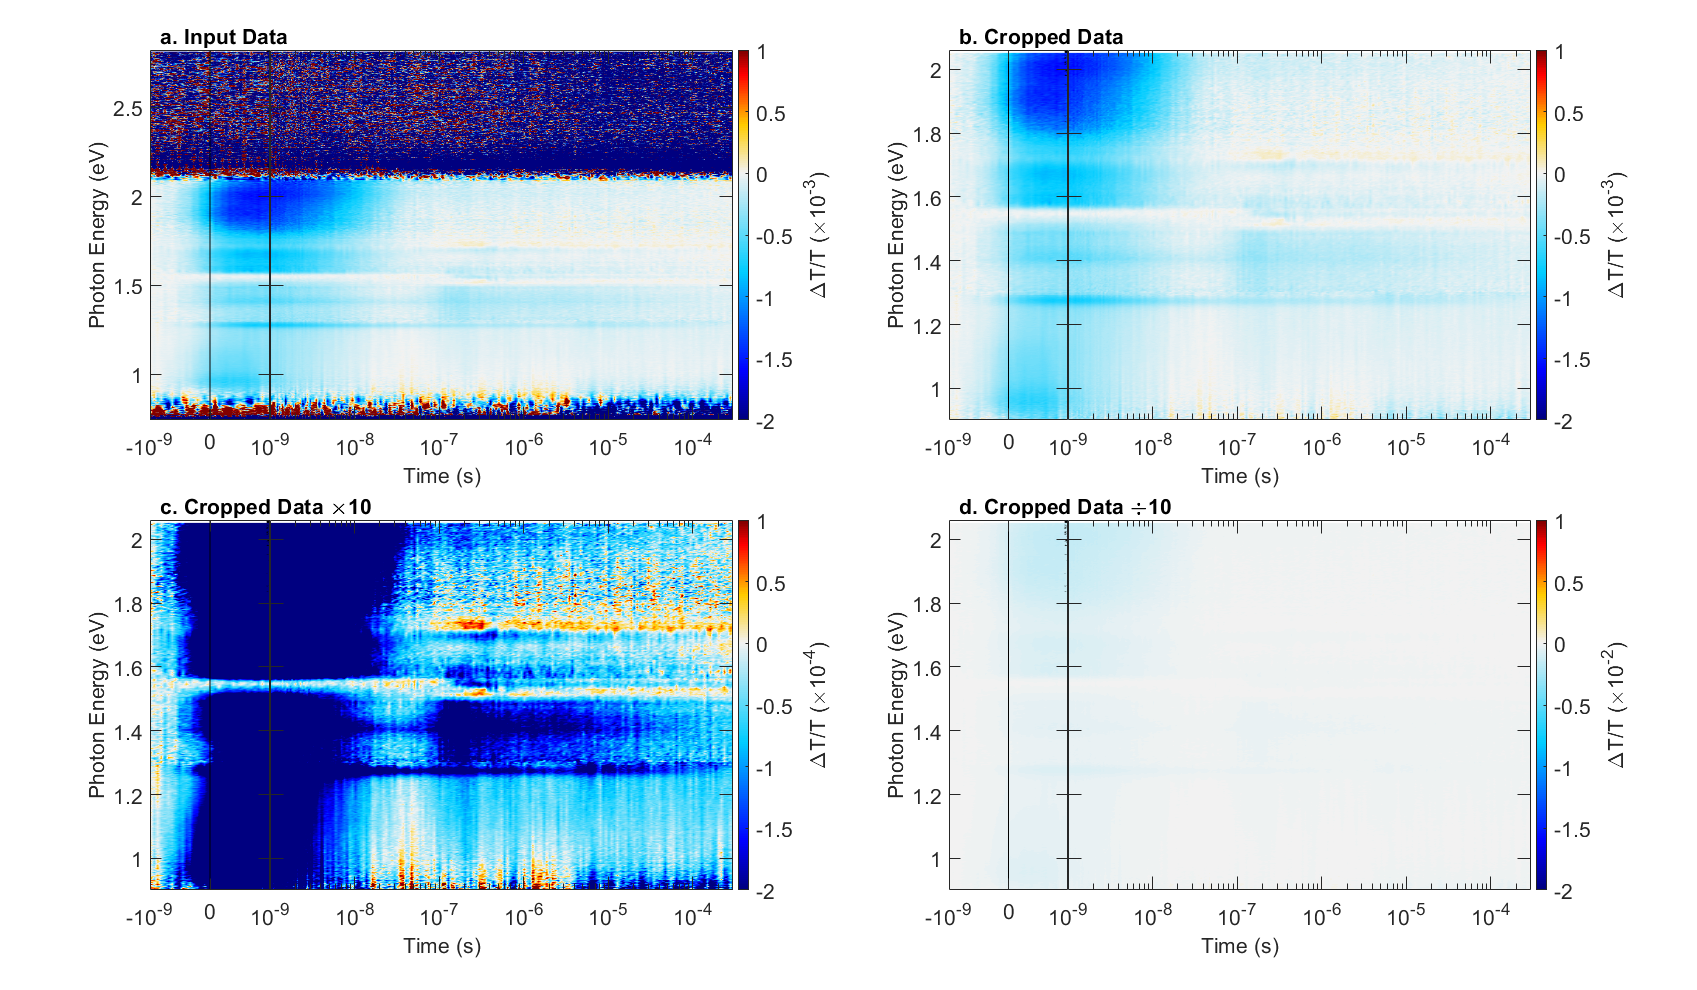 a. Input Data
Photon Energy (eV)
2.5
2
1.5
1
-10^-9 0 10^-9 10^-8 10^-7 10^-6 10^-5 10^-4
Time (s)
1
0.5
0
-0.5
-1
-1.5
-2
ΔT/T (×10^-3)
b. Cropped Data
Photon Energy (eV)
2
1.8
1.6
1.4
1.2
1
-10^-9 0 10^-9 10^-8 10^-7 10^-6 10^-5 10^-4
Time (s)
1
0.5
0
-0.5
-1
-1.5
-2
ΔT/T (×10^-3)
c. Cropped Data ×10
Photon Energy (eV)
2
1.8
1.6
1.4
1.2
1
-10^-9 0 10^-9 10^-8 10^-7 10^-6 10^-5 10^-4
Time (s)
1
0.5
0
-0.5
-1
-1.5
-2
ΔT/T (×10^-4)
d. Cropped Data ÷10
Photon Energy (eV)
2
1.8
1.6
1.4
1.2
1
-10^-9 0 10^-9 10^-8 10^-7 10^-6 10^-5 10^-4
Time (s)
1
0.5
0
-0.5
-1
-1.5
-2
ΔT/T (×10^-2)